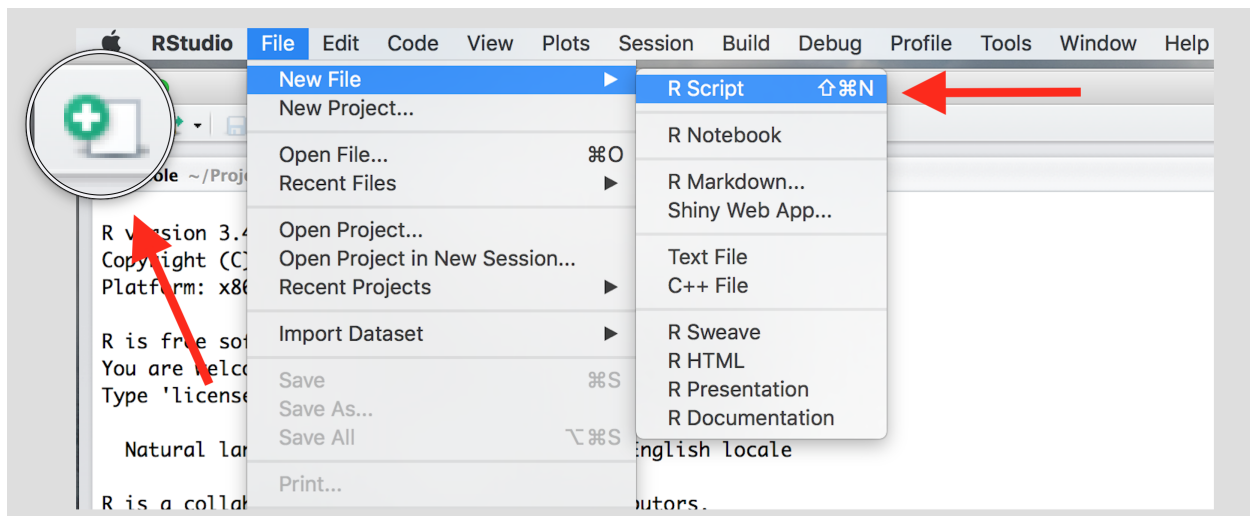 RStudio File Edit Code View Plots Session Build Debug Profile Tools Window Help
New File ▶
New Project...
Open File... ⌘O
Recent Files ▶
Open Project...
Open Project in New Session...
Recent Projects ▶
Import Dataset ▶
Save ⌘S
Save As...
Save All ⌥⌘S
Print...
R Script ⇧⌘N
R Notebook
R Markdown...
Shiny Web App...
Text File
C++ File
R Sweave
R HTML
R Presentation
R Documentation
~/Proj
R version 3.4
Copyright (C)
Platform: x86
R is free sof
You are welco
Type 'license
Natural lan English locale
R is a collab butors.